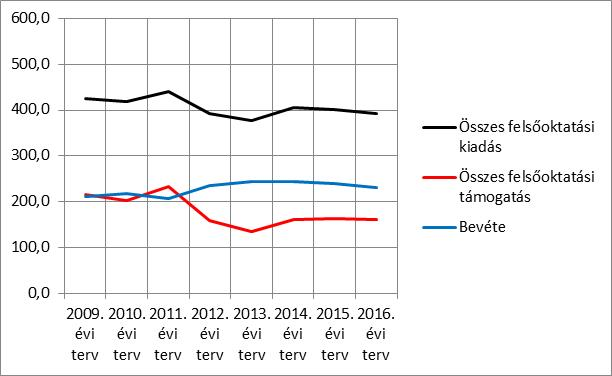 600,0
500,0
400,0
300,0
200,0
100,0
0,0
2009. 2010. 2011. 2012. 2013. 2014. 2015. 2016.
évi évi évi évi évi évi évi évi
terv terv terv terv terv terv terv terv
Összes felsőoktatási
kiadás
Összes felsőoktatási
támogatás
Bevéte